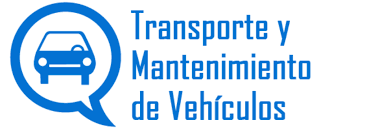 Transporte y
Mantenimiento
de Vehículos